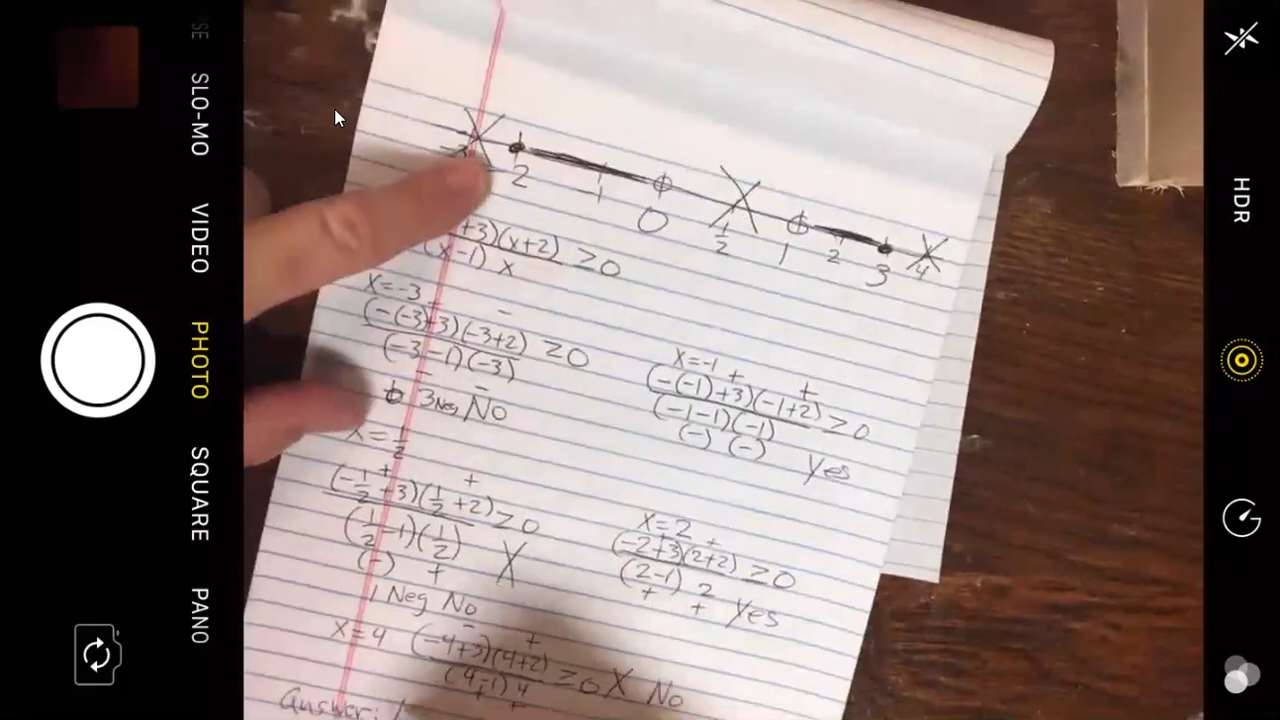 SE
SLO-MO
VIDEO
PHOTO
SQUARE
PANO
HDR
2 -1 0 1/2 1 2 3 4
+3)(x+2)
(x-1) x ≥0
x=-3
- -
(-(-3)+3)(-3+2)
(-3-1)(-3) ≥0
- -
3 Neg No
x=-1
+ +
(-(-1)+3)(-1+2)
(-1-1)(-1) ≥0
(-) (-)
Yes
x=1/2
+ +
(-1/2+3)(1/2+2)
(1/2-1)(1/2) ≥0
(-) +
X
1 Neg No
x=2
+ +
(-2+3)(2+2)
(2-1) 2 ≥0
+ +
Yes
x=4
- +
(-4+3)(4+2)
(4-1) 4 ≥0 X No
+ +
Answer: